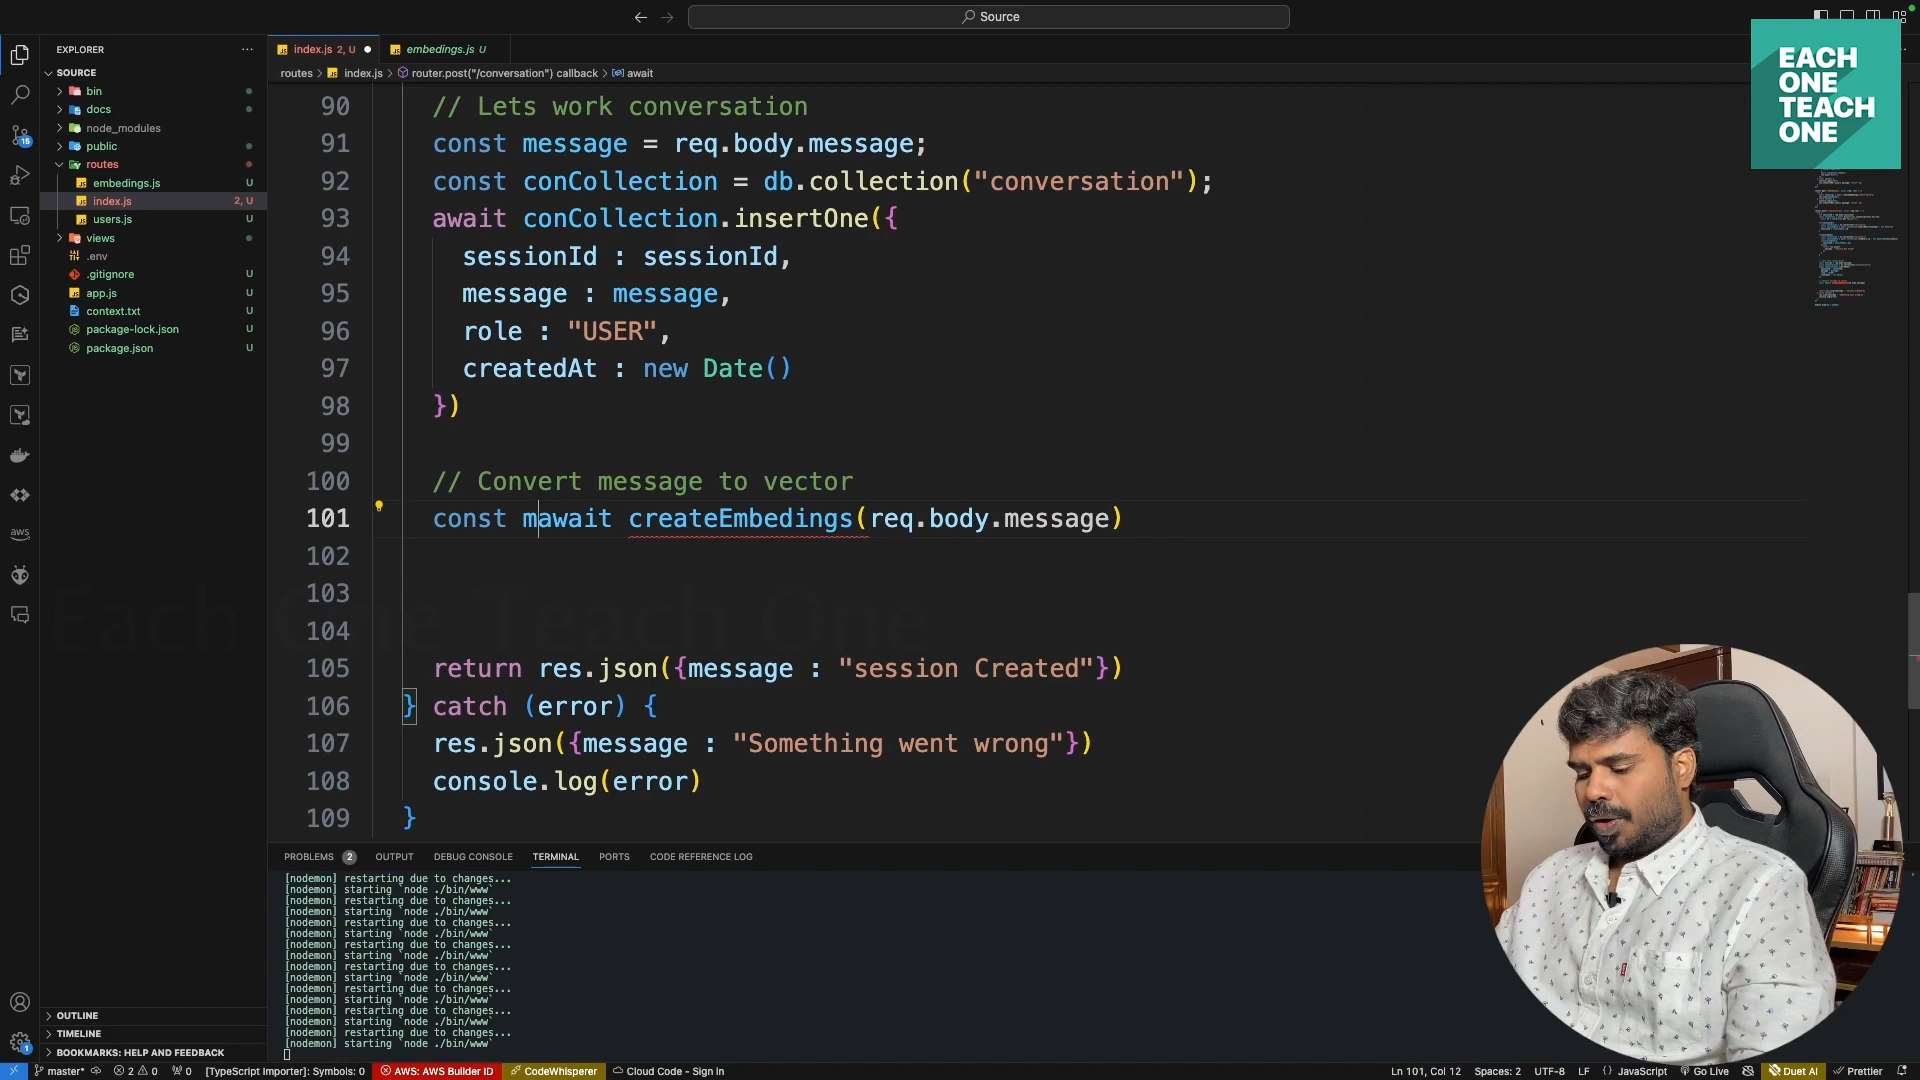 Source
EACH
ONE
TEACH
ONE
EXPLORER
SOURCE
bin
docs
node_modules
public
routes
embedings.js U
index.js 2, U
users.js U
views
.env
.gitignore U
app.js U
context.txt U
package-lock.json U
package.json U
OUTLINE
TIMELINE
BOOKMARKS: HELP AND FEEDBACK
index.js 2, U
embedings.js U
routes > index.js > router.post("/conversation") callback > await
90 // Lets work conversation
91 const message = req.body.message;
92 const conCollection = db.collection("conversation");
93 await conCollection.insertOne({
94 sessionId : sessionId,
95 message : message,
96 role : "USER",
97 createdAt : new Date()
98 })
99
100 // Convert message to vector
101 const mawait createEmbedings(req.body.message)
102
103
104
105 return res.json({message : "session Created"})
106 } catch (error) {
107 res.json({message : "Something went wrong"})
108 console.log(error)
109 }
Each One Teach One
PROBLEMS 2 OUTPUT DEBUG CONSOLE TERMINAL PORTS CODE REFERENCE LOG
[nodemon] restarting due to changes...
[nodemon] starting `node ./bin/www`
[nodemon] restarting due to changes...
[nodemon] starting `node ./bin/www`
[nodemon] restarting due to changes...
[nodemon] starting `node ./bin/www`
[nodemon] restarting due to changes...
[nodemon] starting `node ./bin/www`
[nodemon] restarting due to changes...
[nodemon] starting `node ./bin/www`
[nodemon] restarting due to changes...
[nodemon] starting `node ./bin/www`
[nodemon] restarting due to changes...
[nodemon] starting `node ./bin/www`
[nodemon] restarting due to changes...
[nodemon] starting `node ./bin/www`
master* 2 0 0 [TypeScript Importer]: Symbols: 0 AWS: AWS Builder ID CodeWhisperer Cloud Code - Sign in Ln 101, Col 12 Spaces: 2 UTF-8 LF JavaScript Go Live Duet AI Prettier
16
aws
1